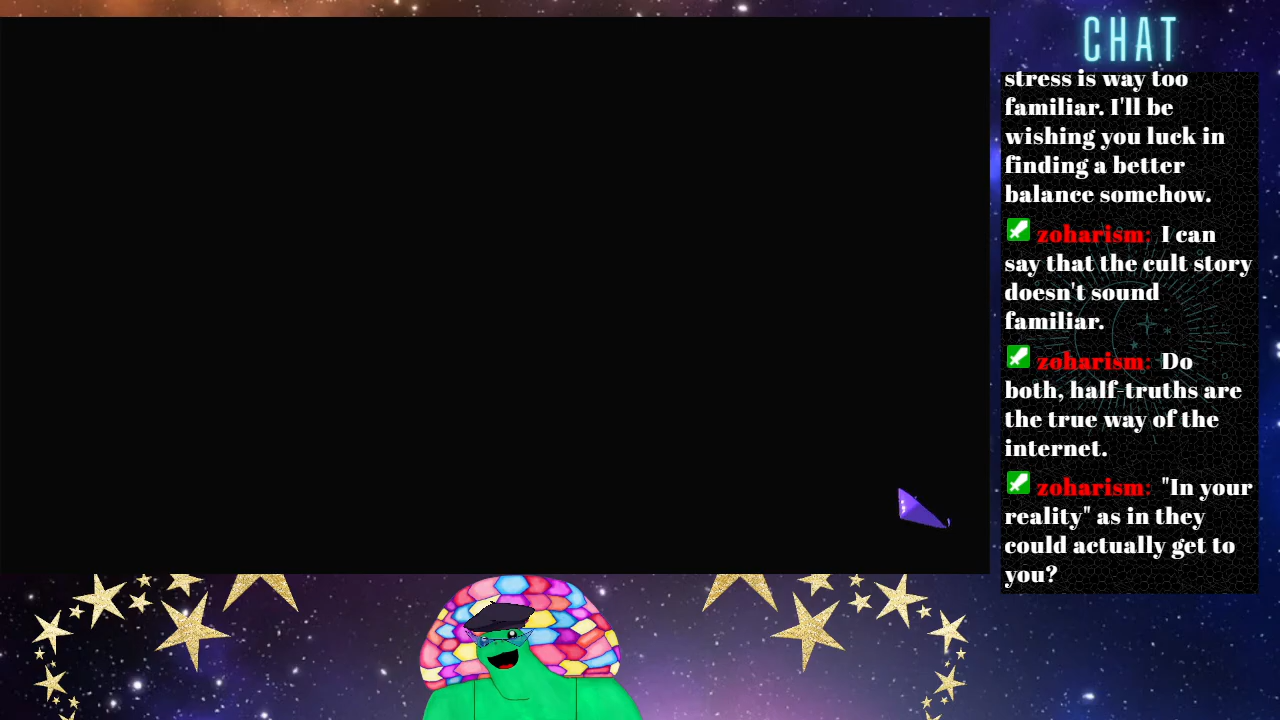 CHAT
stress is way too
familiar. I'll be
wishing you luck in
finding a better
balance somehow.
zoharism: I can
say that the cult story
doesn't sound
familiar.
zoharism: Do
both, half-truths are
the true way of the
internet.
zoharism: "In your
reality" as in they
could actually get to
you?